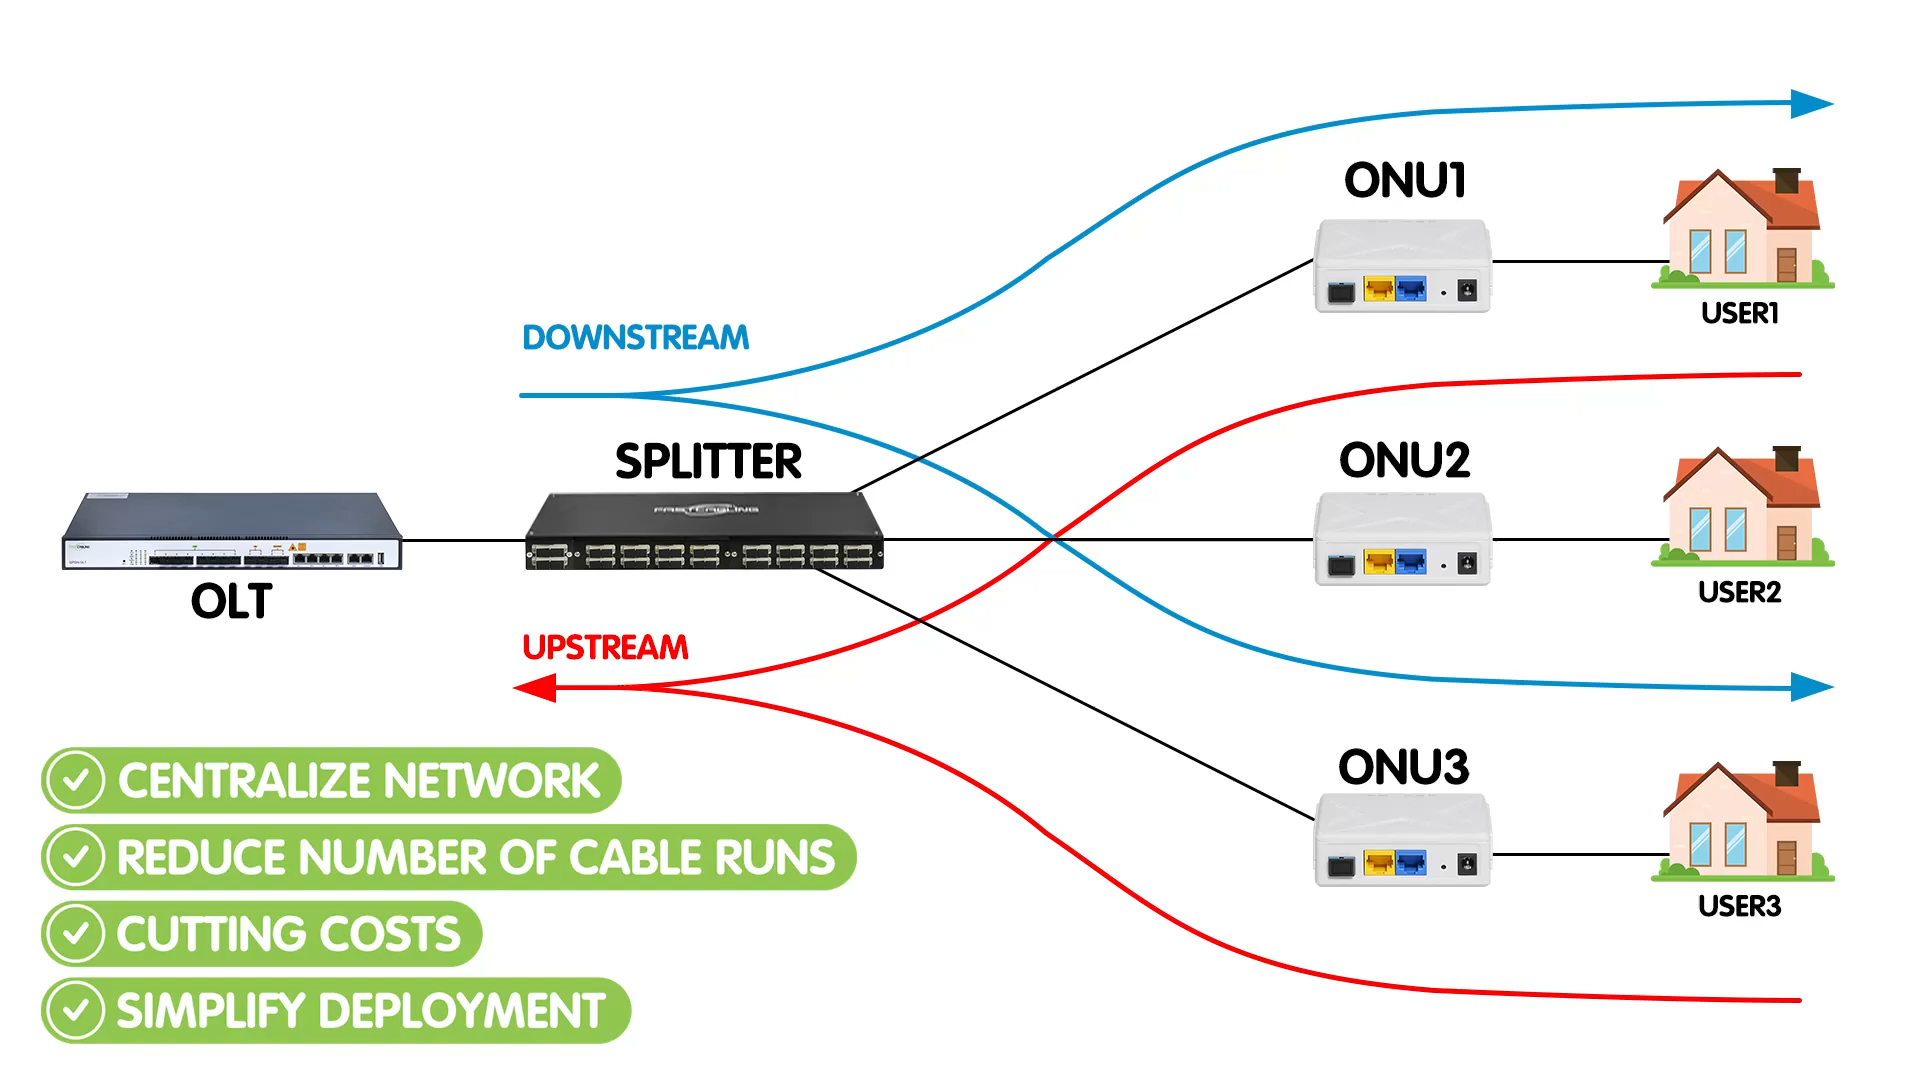 ONU1
USER1
DOWNSTREAM
SPLITTER
FASTCABLING
ONU2
USER2
OLT
UPSTREAM
ONU3
USER3
CENTRALIZE NETWORK
REDUCE NUMBER OF CABLE RUNS
CUTTING COSTS
SIMPLIFY DEPLOYMENT